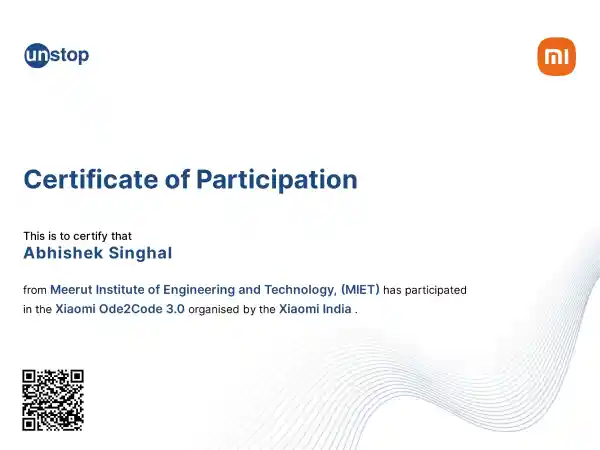 unstop
mi
Certificate of Participation
This is to certify that
Abhishek Singhal
from Meerut Institute of Engineering and Technology, (MIET) has participated
in the Xiaomi Ode2Code 3.0 organised by the Xiaomi India .